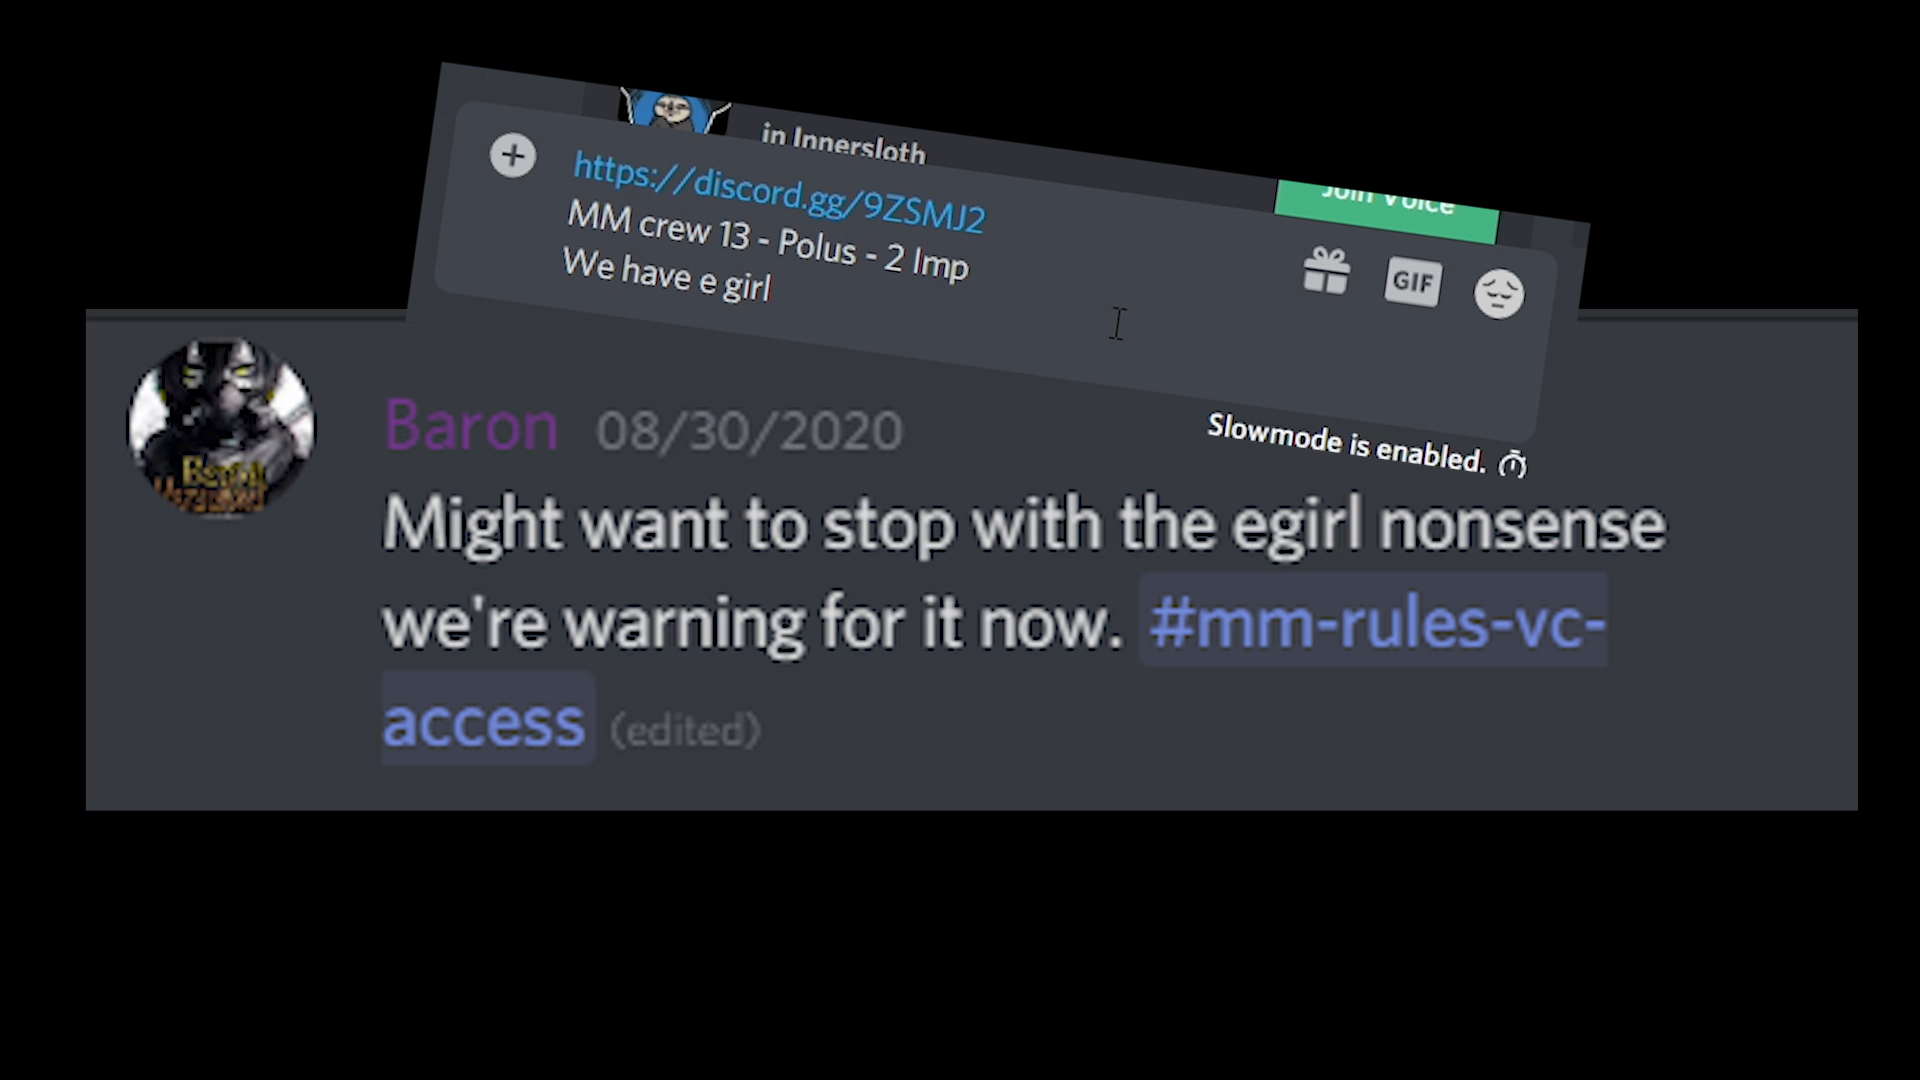 in Innersloth
Join Voice
https://discord.gg/9ZSMJ2
MM crew 13 - Polus - 2 Imp
We have e girl
GIF
Slowmode is enabled.
Baron 08/30/2020
Might want to stop with the egirl nonsense
we're warning for it now. #mm-rules-vc-
access (edited)